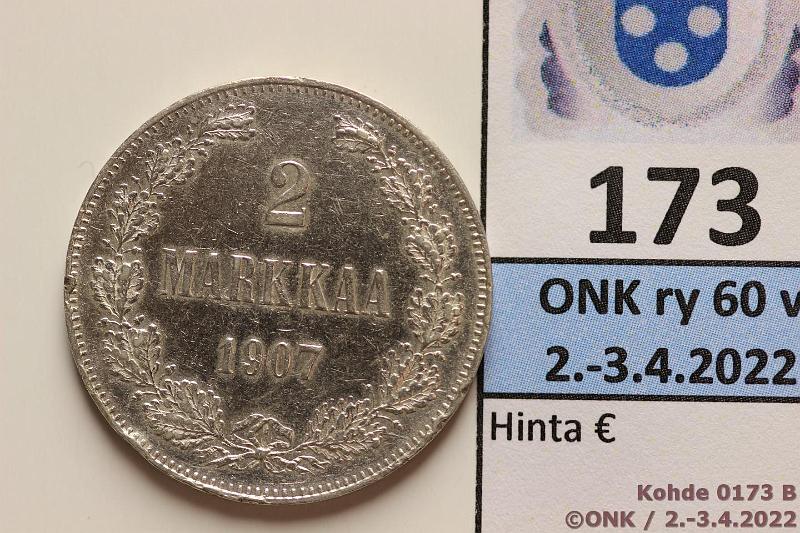 2
MARKKAA
1907
173
ONK ry 60 v
2.-3.4.2022
Hinta €
Kohde 0173 B
©ONK / 2.-3.4.2022